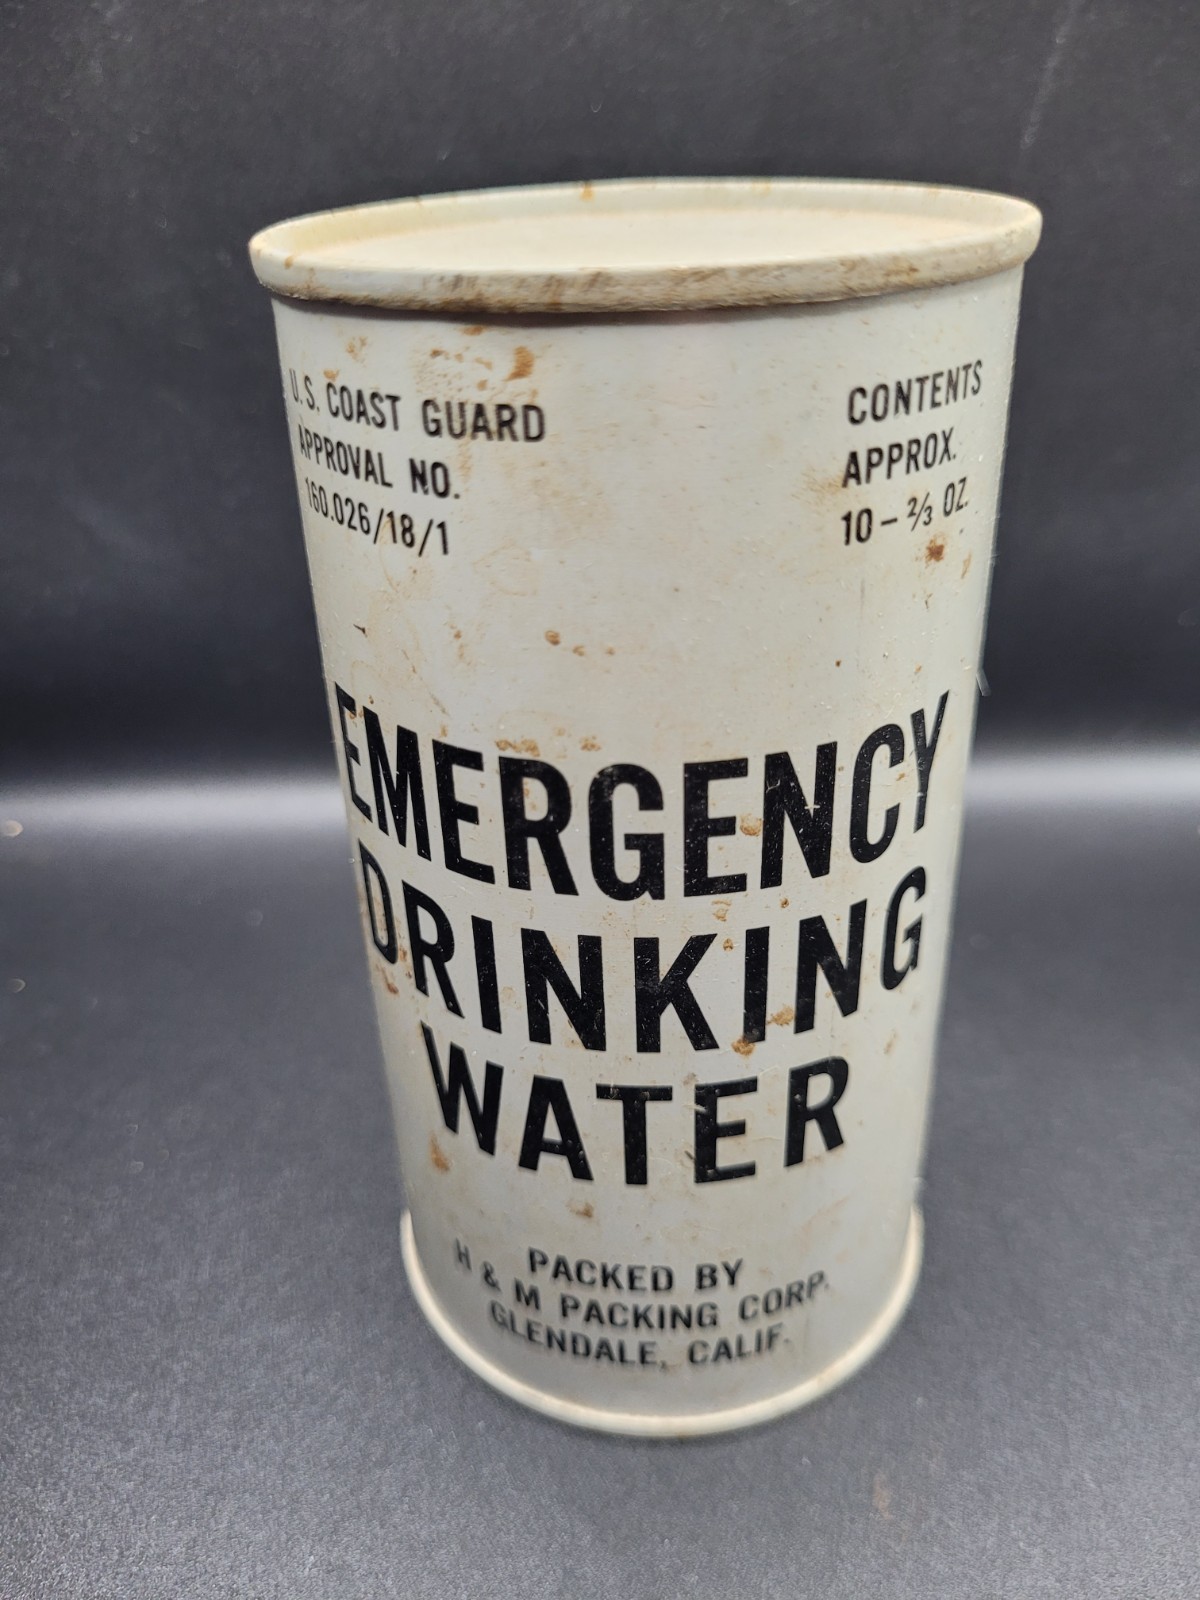 U.S. COAST GUARD
APPROVAL NO.
160.026/18/1
CONTENTS
APPROX.
10 – ⅔ OZ.
EMERGENCY
DRINKING
WATER
PACKED BY
H & M PACKING CORP.
GLENDALE, CALIF.